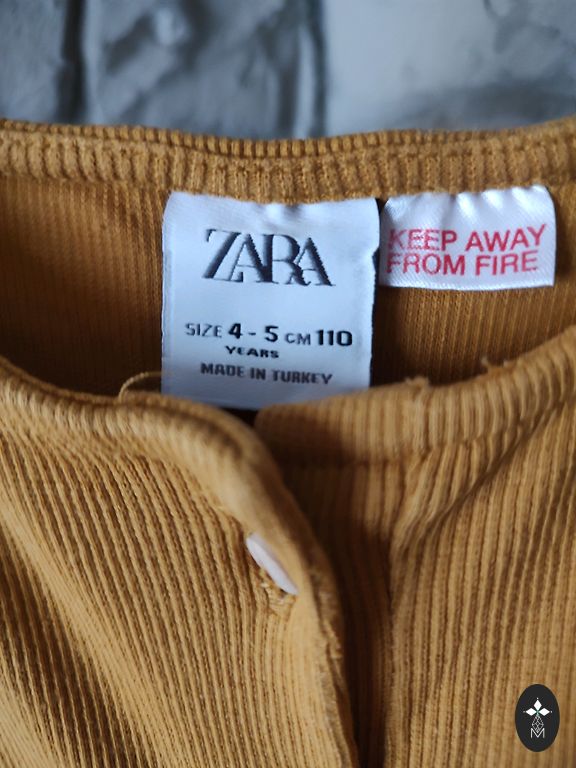 ZARA
SIZE 4 - 5 CM 110
YEARS
MADE IN TURKEY
KEEP AWAY
FROM FIRE
M